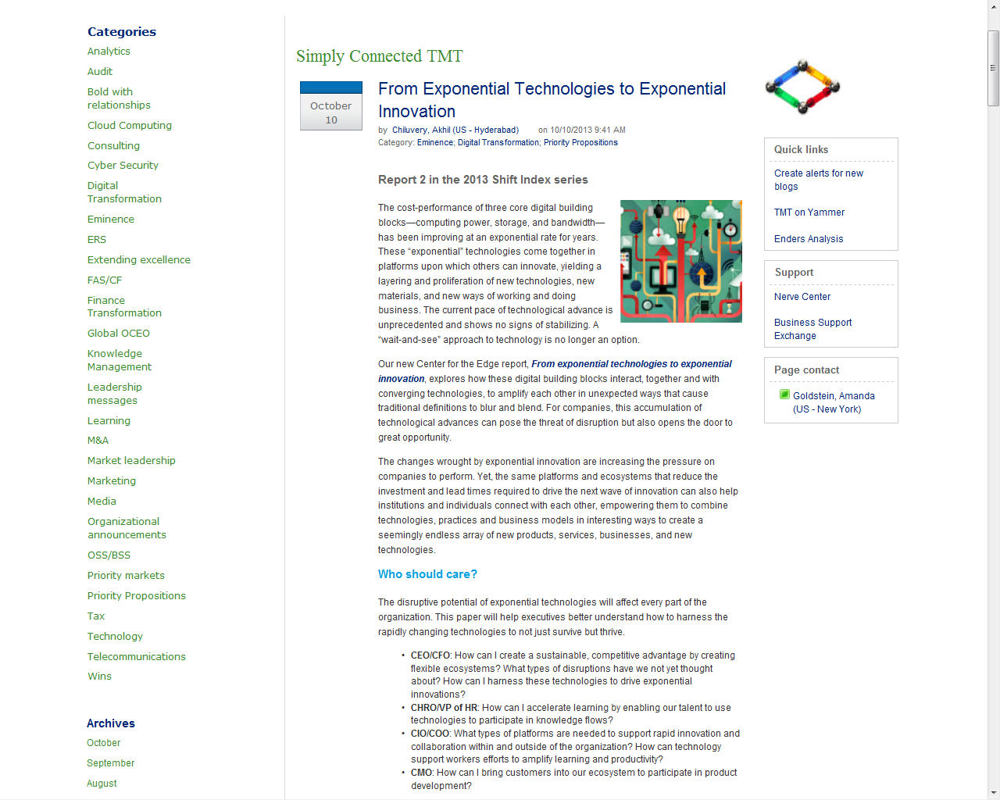 Categories
Analytics
Audit
Bold with
relationships
Cloud Computing
Consulting
Cyber Security
Digital
Transformation
Eminence
ERS
Extending excellence
FAS/CF
Finance
Transformation
Global OCEO
Knowledge
Management
Leadership
messages
Learning
M&A
Market leadership
Marketing
Media
Organizational
announcements
OSS/BSS
Priority markets
Priority Propositions
Tax
Technology
Telecommunications
Wins
Archives
October
September
August
Simply Connected TMT
October
10
From Exponential Technologies to Exponential
Innovation
by Chiluvery, Akhil (US - Hyderabad) on 10/10/2013 9:41 AM
Category: Eminence; Digital Transformation; Priority Propositions
Report 2 in the 2013 Shift Index series
The cost-performance of three core digital building
blocks—computing power, storage, and bandwidth—
has been improving at an exponential rate for years.
These “exponential” technologies come together in
platforms upon which others can innovate, yielding a
layering and proliferation of new technologies, new
materials, and new ways of working and doing
business. The current pace of technological advance is
unprecedented and shows no signs of stabilizing. A
“wait-and-see” approach to technology is no longer an option.
Our new Center for the Edge report, From exponential technologies to exponential
innovation, explores how these digital building blocks interact, together and with
converging technologies, to amplify each other in unexpected ways that cause
traditional definitions to blur and blend. For companies, this accumulation of
technological advances can pose the threat of disruption but also opens the door to
great opportunity.
The changes wrought by exponential innovation are increasing the pressure on
companies to perform. Yet, the same platforms and ecosystems that reduce the
investment and lead times required to drive the next wave of innovation can also help
institutions and individuals connect with each other, empowering them to combine
technologies, practices and business models in interesting ways to create a
seemingly endless array of new products, services, businesses, and new
technologies.
Who should care?
The disruptive potential of exponential technologies will affect every part of the
organization. This paper will help executives better understand how to harness the
rapidly changing technologies to not just survive but thrive.
• CEO/CFO: How can I create a sustainable, competitive advantage by creating
flexible ecosystems? What types of disruptions have we not yet thought
about? How can I harness these technologies to drive exponential
innovations?
• CHRO/VP of HR: How can I accelerate learning by enabling our talent to use
technologies to participate in knowledge flows?
• CIO/COO: What types of platforms are needed to support rapid innovation and
collaboration within and outside of the organization? How can technology
support workers efforts to amplify learning and productivity?
• CMO: How can I bring customers into our ecosystem to participate in product
development?
Quick links
Create alerts for new
blogs
TMT on Yammer
Enders Analysis
Support
Nerve Center
Business Support
Exchange
Page contact
Goldstein, Amanda
(US - New York)